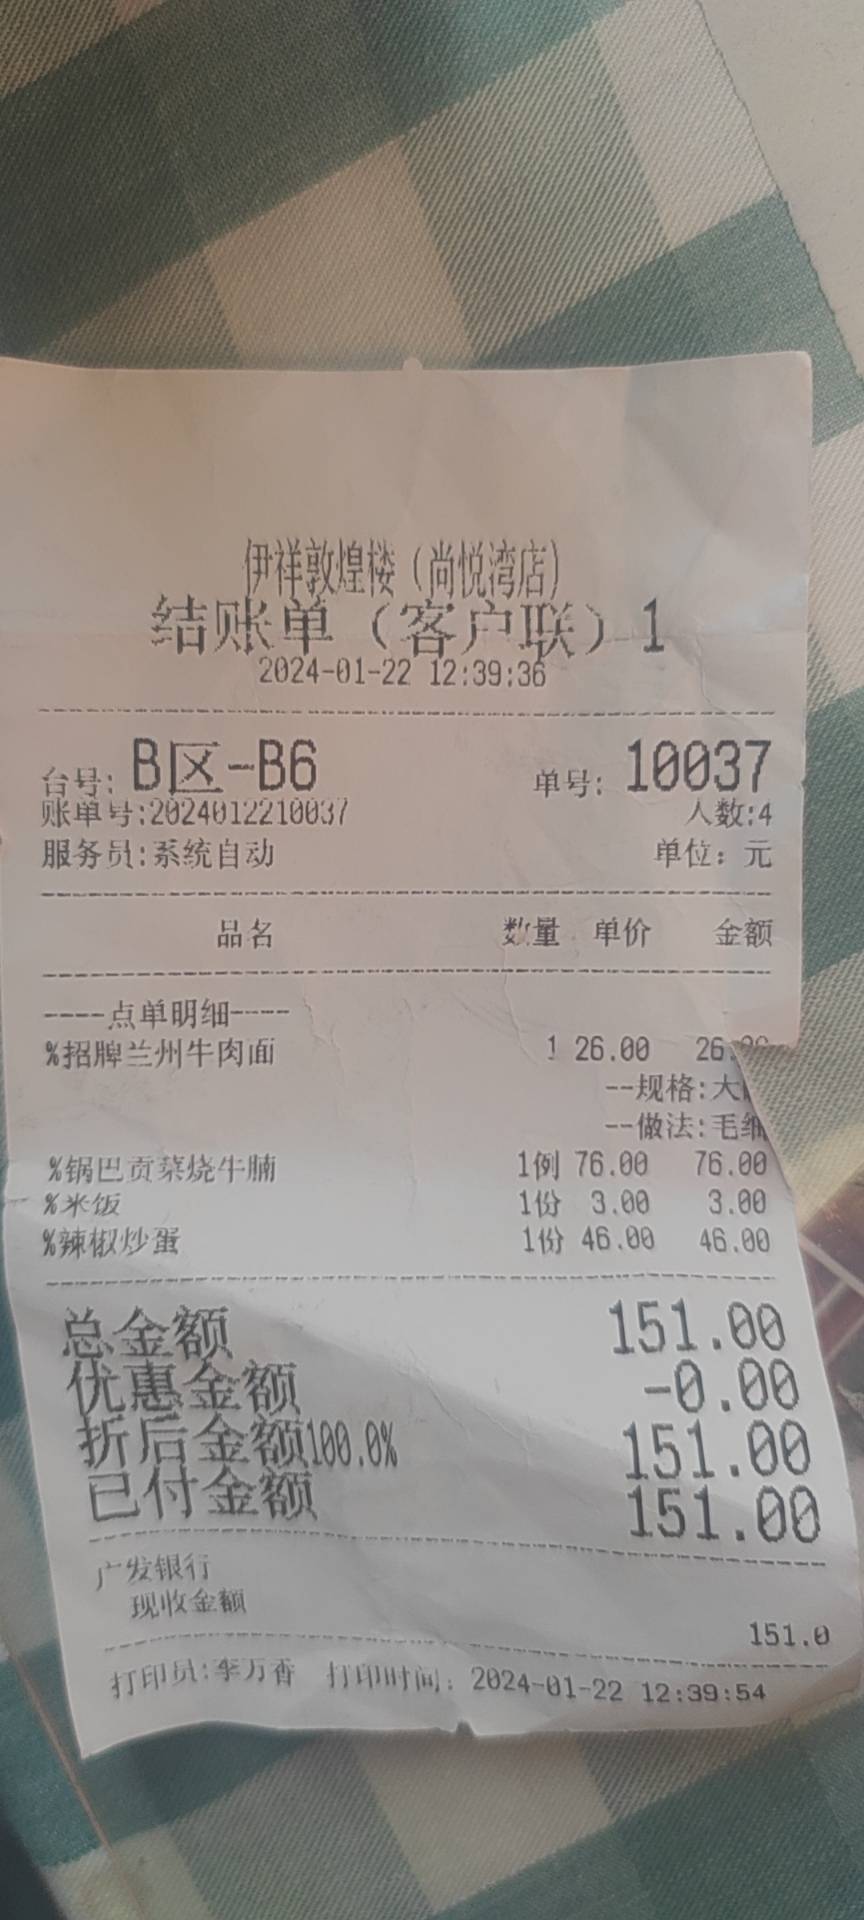 伊祥敦煌楼（尚悦湾店）
结账单（客户联）1
2024-01-22 12:39:36
台号: B区-B6 单号: 10037
账单号:2024012210037 人数:4
服务员:系统自动 单位: 元
品名 数量 单价 金额
----点单明细----
%招牌兰州牛肉面 1 26.00 26.00
--规格:大
--做法:毛细
%锅巴贡菜烧牛腩 1例 76.00 76.00
%米饭 1份 3.00 3.00
%辣椒炒蛋 1份 46.00 46.00
总金额 151.00
优惠金额 -0.00
折后金额100.0% 151.00
已付金额 151.00
广发银行
现收金额
151.0
打印员:李万香 打印时间: 2024-01-22 12:39:54